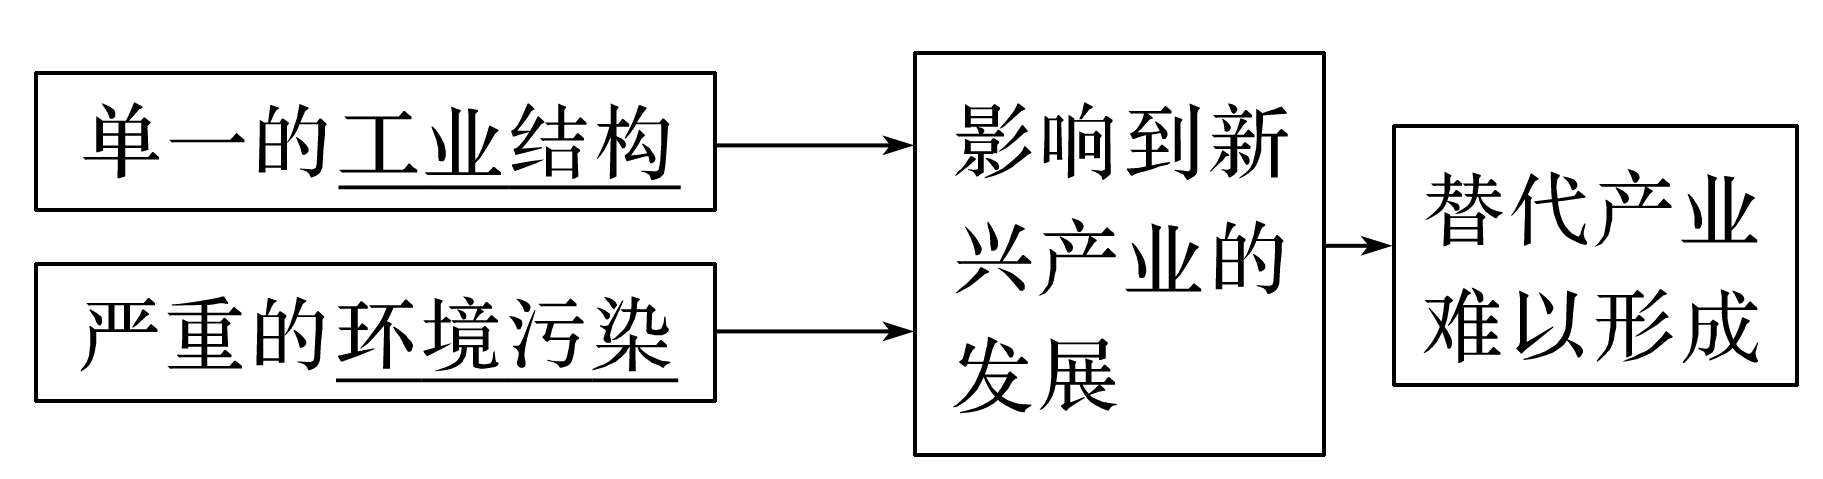 单一的工业结构
严重的环境污染
影响到新
兴产业的
发展
替代产业
难以形成